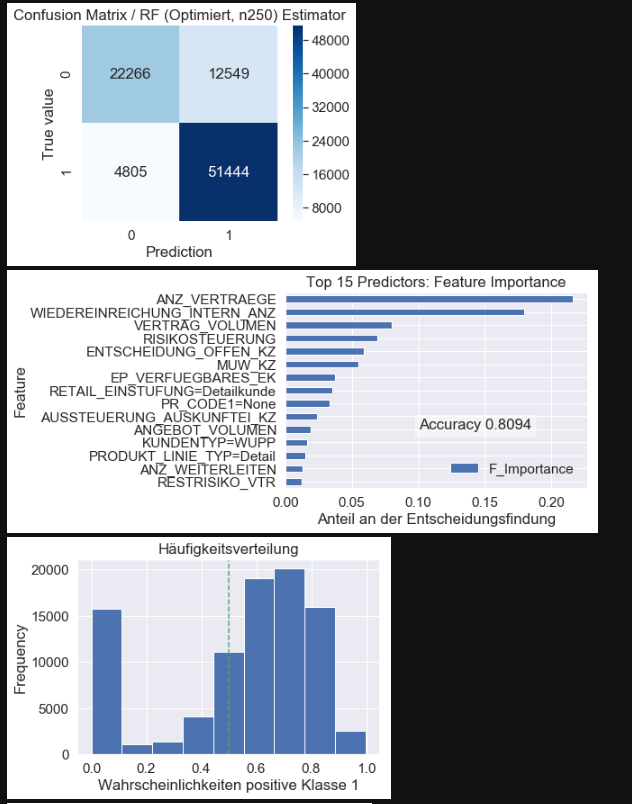 Confusion Matrix / RF (Optimiert, n250) Estimator
True value
0
22266
12549
1
4805
51444
0
1
Prediction
48000
40000
32000
24000
16000
8000
Top 15 Predictors: Feature Importance
Feature
ANZ_VERTRAEGE
WIEDEREINREICHUNG_INTERN_ANZ
VERTRAG_VOLUMEN
RISIKOSTEUERUNG
ENTSCHEIDUNG_OFFEN_KZ
MUW_KZ
EP_VERFUEGBARES_EK
RETAIL_EINSTUFUNG=Detailkunde
PR_CODE1=None
AUSSTEUERUNG_AUSKUNFTEI_KZ
ANGEBOT_VOLUMEN
KUNDENTYP=WUPP
PRODUKT_LINIE_TYP=Detail
ANZ_WEITERLEITEN
RESTRISIKO_VTR
Accuracy 0.8094
F_Importance
0.00
0.05
0.10
0.15
0.20
Anteil an der Entscheidungsfindung
Häufigkeitsverteilung
Frequency
20000
15000
10000
5000
0
0.0
0.2
0.4
0.6
0.8
1.0
Wahrscheinlichkeiten positive Klasse 1